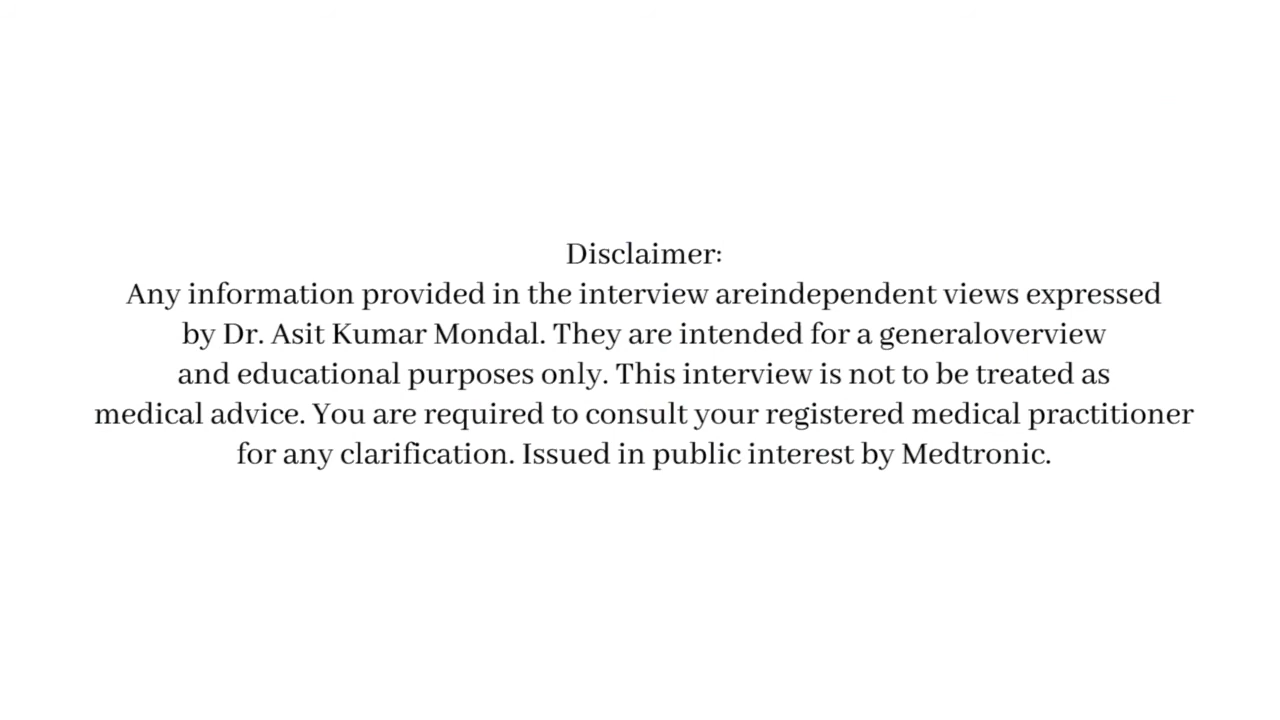 Disclaimer:
Any information provided in the interview areindependent views expressed
by Dr. Asit Kumar Mondal. They are intended for a generaloverview
and educational purposes only. This interview is not to be treated as
medical advice. You are required to consult your registered medical practitioner
for any clarification. Issued in public interest by Medtronic.